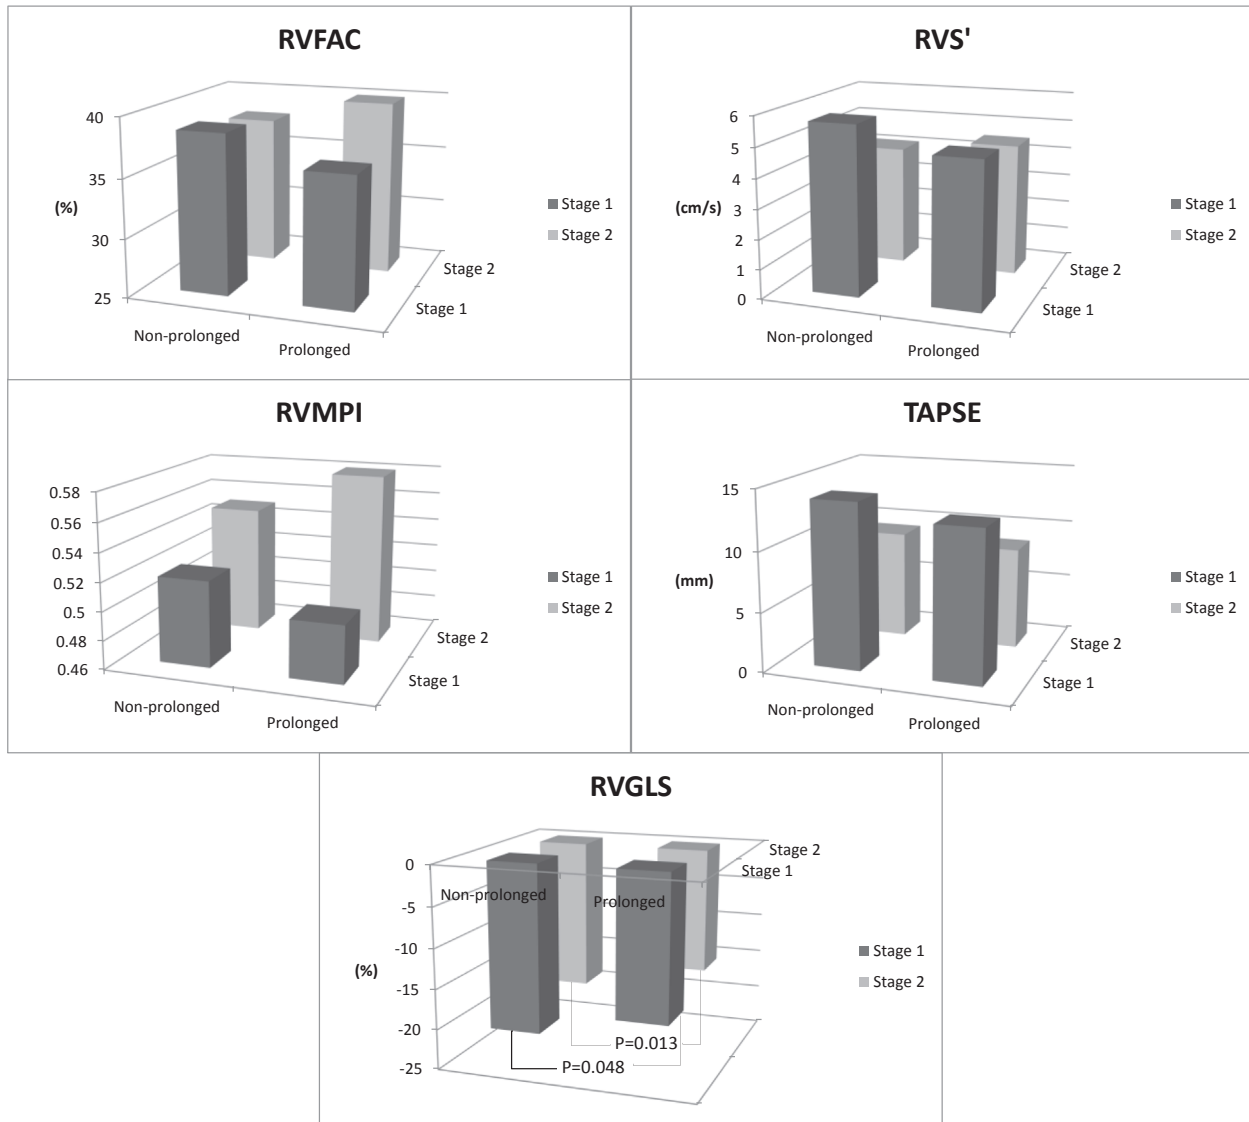 RVFAC
40
35
(%)
30
25
Non-prolonged
Prolonged
Stage 2
Stage 1
Stage 1
Stage 2
RVS'
6
5
4
(cm/s)
3
2
1
0
Non-prolonged
Prolonged
Stage 2
Stage 1
Stage 1
Stage 2
RVMPI
0.58
0.56
0.54
0.52
0.5
0.48
0.46
Non-prolonged
Prolonged
Stage 2
Stage 1
Stage 1
Stage 2
TAPSE
15
10
(mm)
5
0
Non-prolonged
Prolonged
Stage 2
Stage 1
Stage 1
Stage 2
RVGLS
0
-5
-10
(%)
-15
-20
-25
Non-prolonged
Prolonged
Stage 2
Stage 1
Stage 1
Stage 2
P=0.013
P=0.048